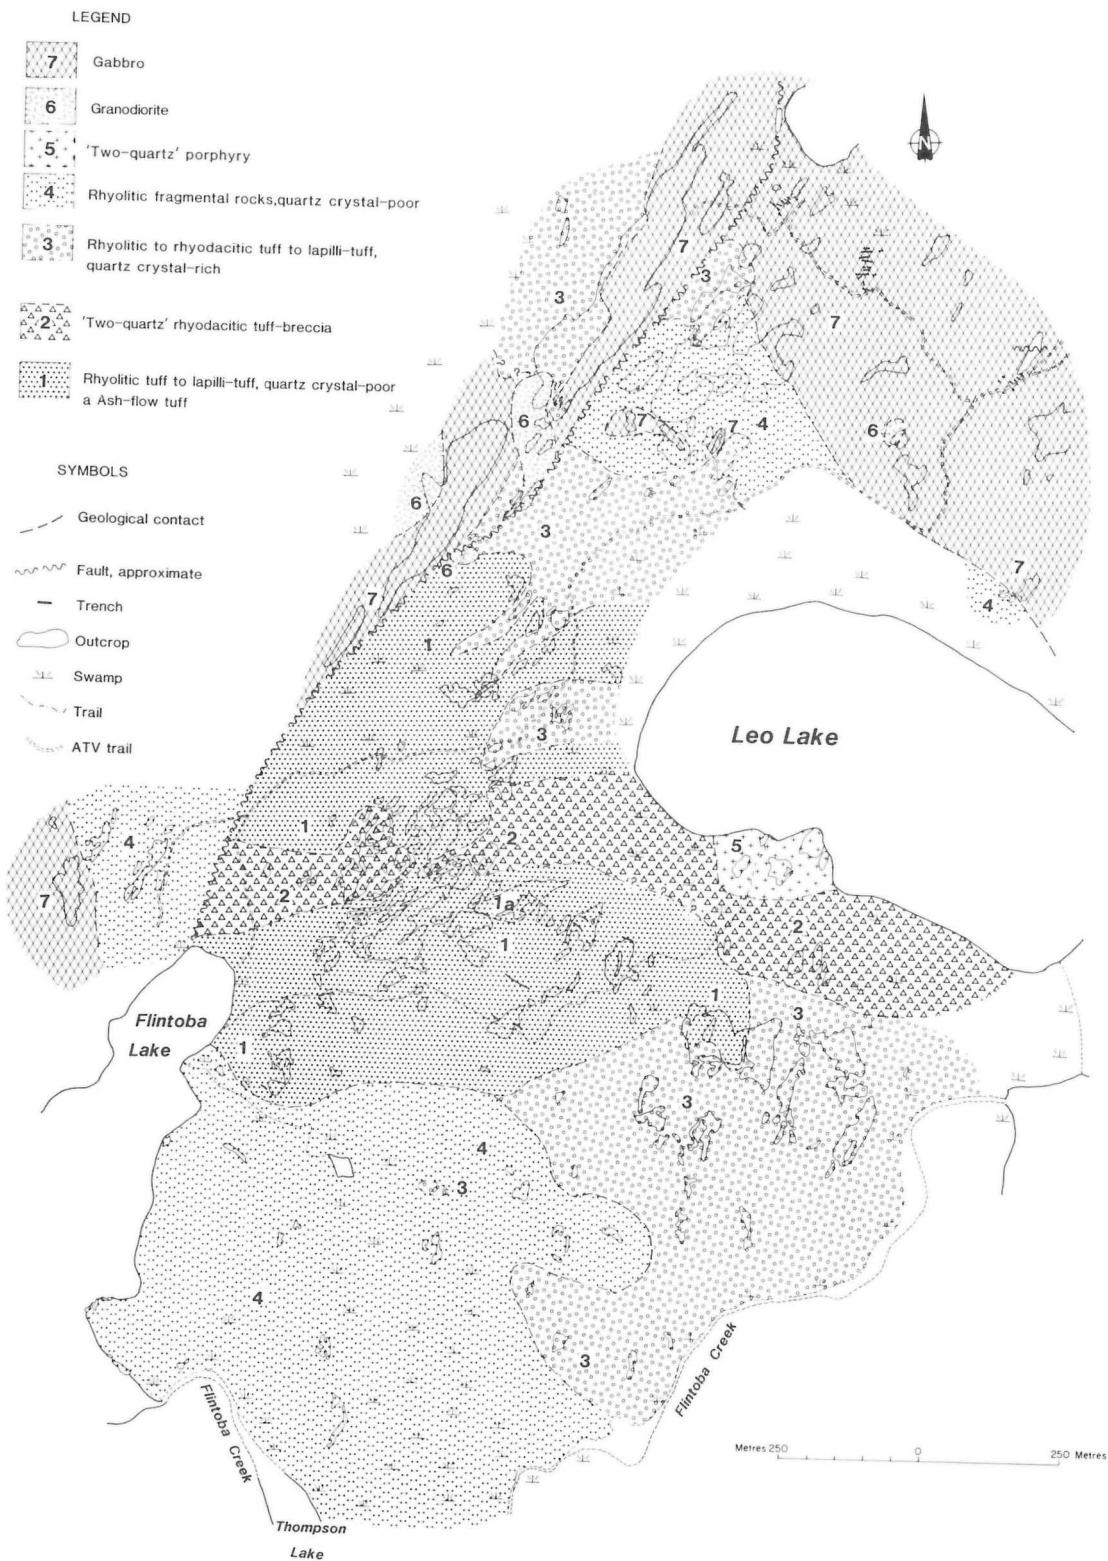 LEGEND
7 Gabbro
6 Granodiorite
5 'Two-quartz' porphyry
4 Rhyolitic fragmental rocks,quartz crystal-poor
3 Rhyolitic to rhyodacitic tuff to lapilli-tuff,
quartz crystal-rich
2 'Two-quartz' rhyodacitic tuff-breccia
1 Rhyolitic tuff to lapilli-tuff, quartz crystal-poor
a Ash-flow tuff
SYMBOLS
Geological contact
Fault, approximate
Trench
Outcrop
Swamp
Trail
ATV trail
N
7
3
3
7
7
7
4
6
6
6
3
7
6
4
7
1
3
Leo Lake
1
4
2
5
7
2
1a
2
1
1
3
Flintoba
Lake
1
3
4
3
4
3
Flintoba Creek
Flintoba Creek
Metres 250
0
250 Metres
Thompson
Lake